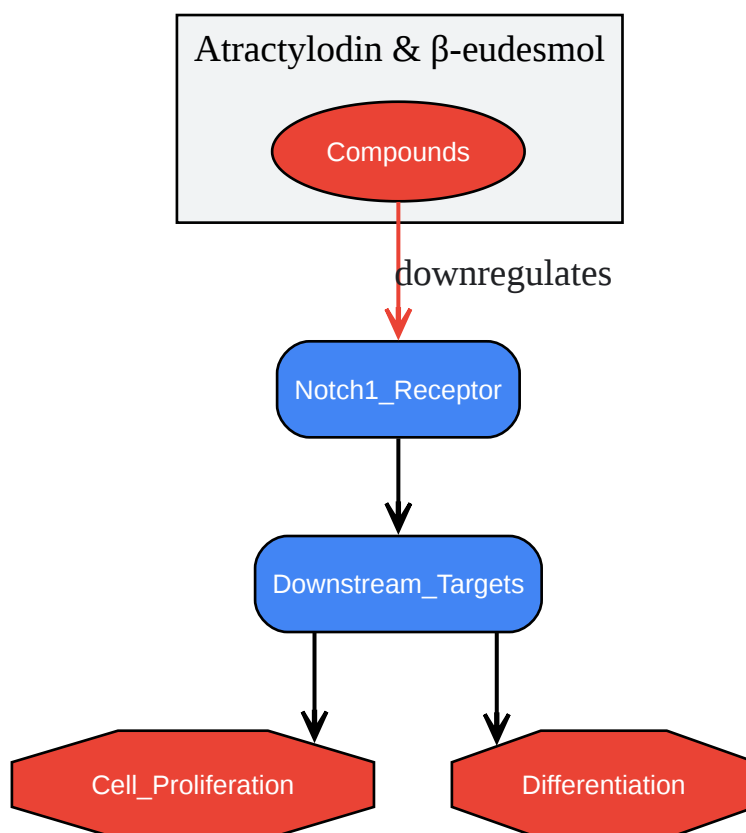 Atractylodin & β-eudesmol
Compounds
downregulates
Notch1_Receptor
Downstream_Targets
Cell_Proliferation
Differentiation